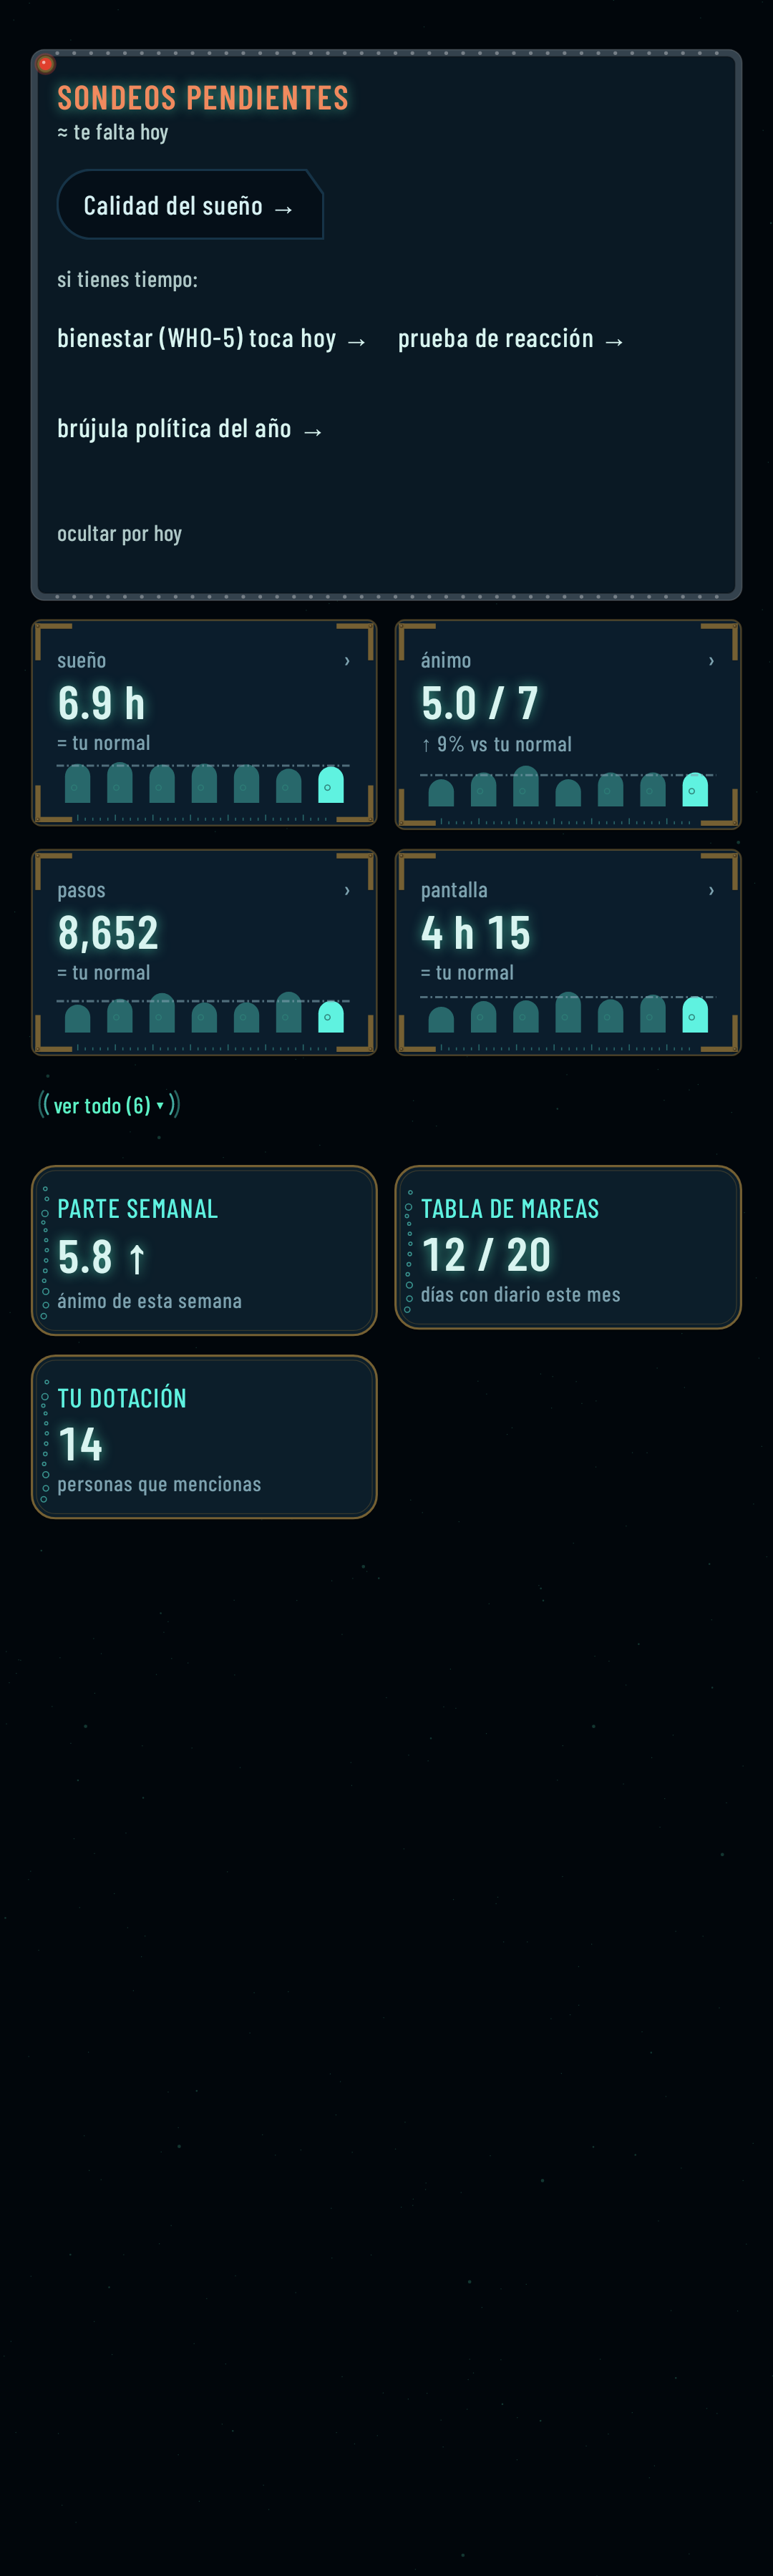 SONDEOS PENDIENTES
≈ te falta hoy
Calidad del sueño →
si tienes tiempo:
bienestar (WHO-5) toca hoy → prueba de reacción →
brújula política del año →
ocultar por hoy
sueño ›
6.9 h
= tu normal
ánimo ›
5.0 / 7
↑ 9% vs tu normal
pasos ›
8,652
= tu normal
pantalla ›
4 h 15
= tu normal
ver todo (6) ▾
PARTE SEMANAL
5.8 ↑
ánimo de esta semana
TABLA DE MAREAS
12 / 20
días con diario este mes
TU DOTACIÓN
14
personas que mencionas